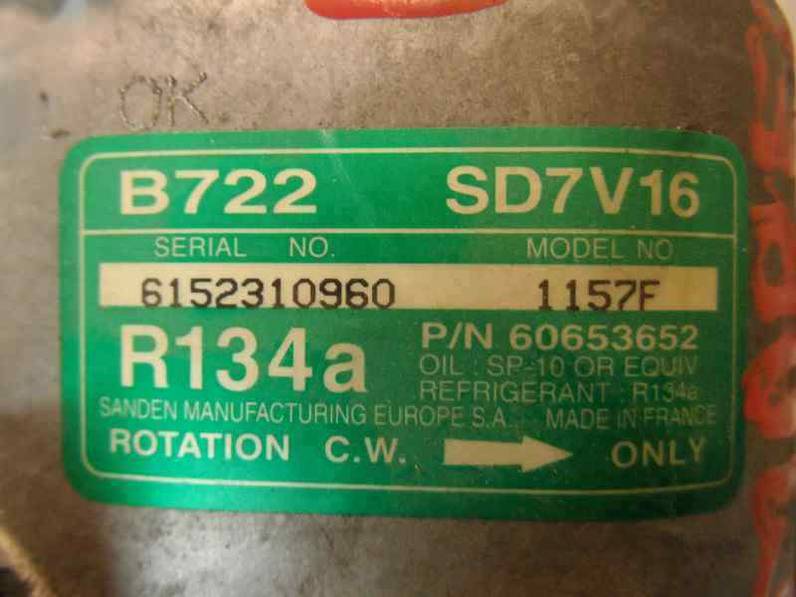 OK
B722 SD7V16
SERIAL NO. MODEL NO
6152310960 1157F
R134a
P/N 60653652
OIL : SP-10 OR EQUIV
REFRIGERANT : R134a
SANDEN MANUFACTURING EUROPE S.A.. MADE IN FRANCE
ROTATION C.W. ONLY